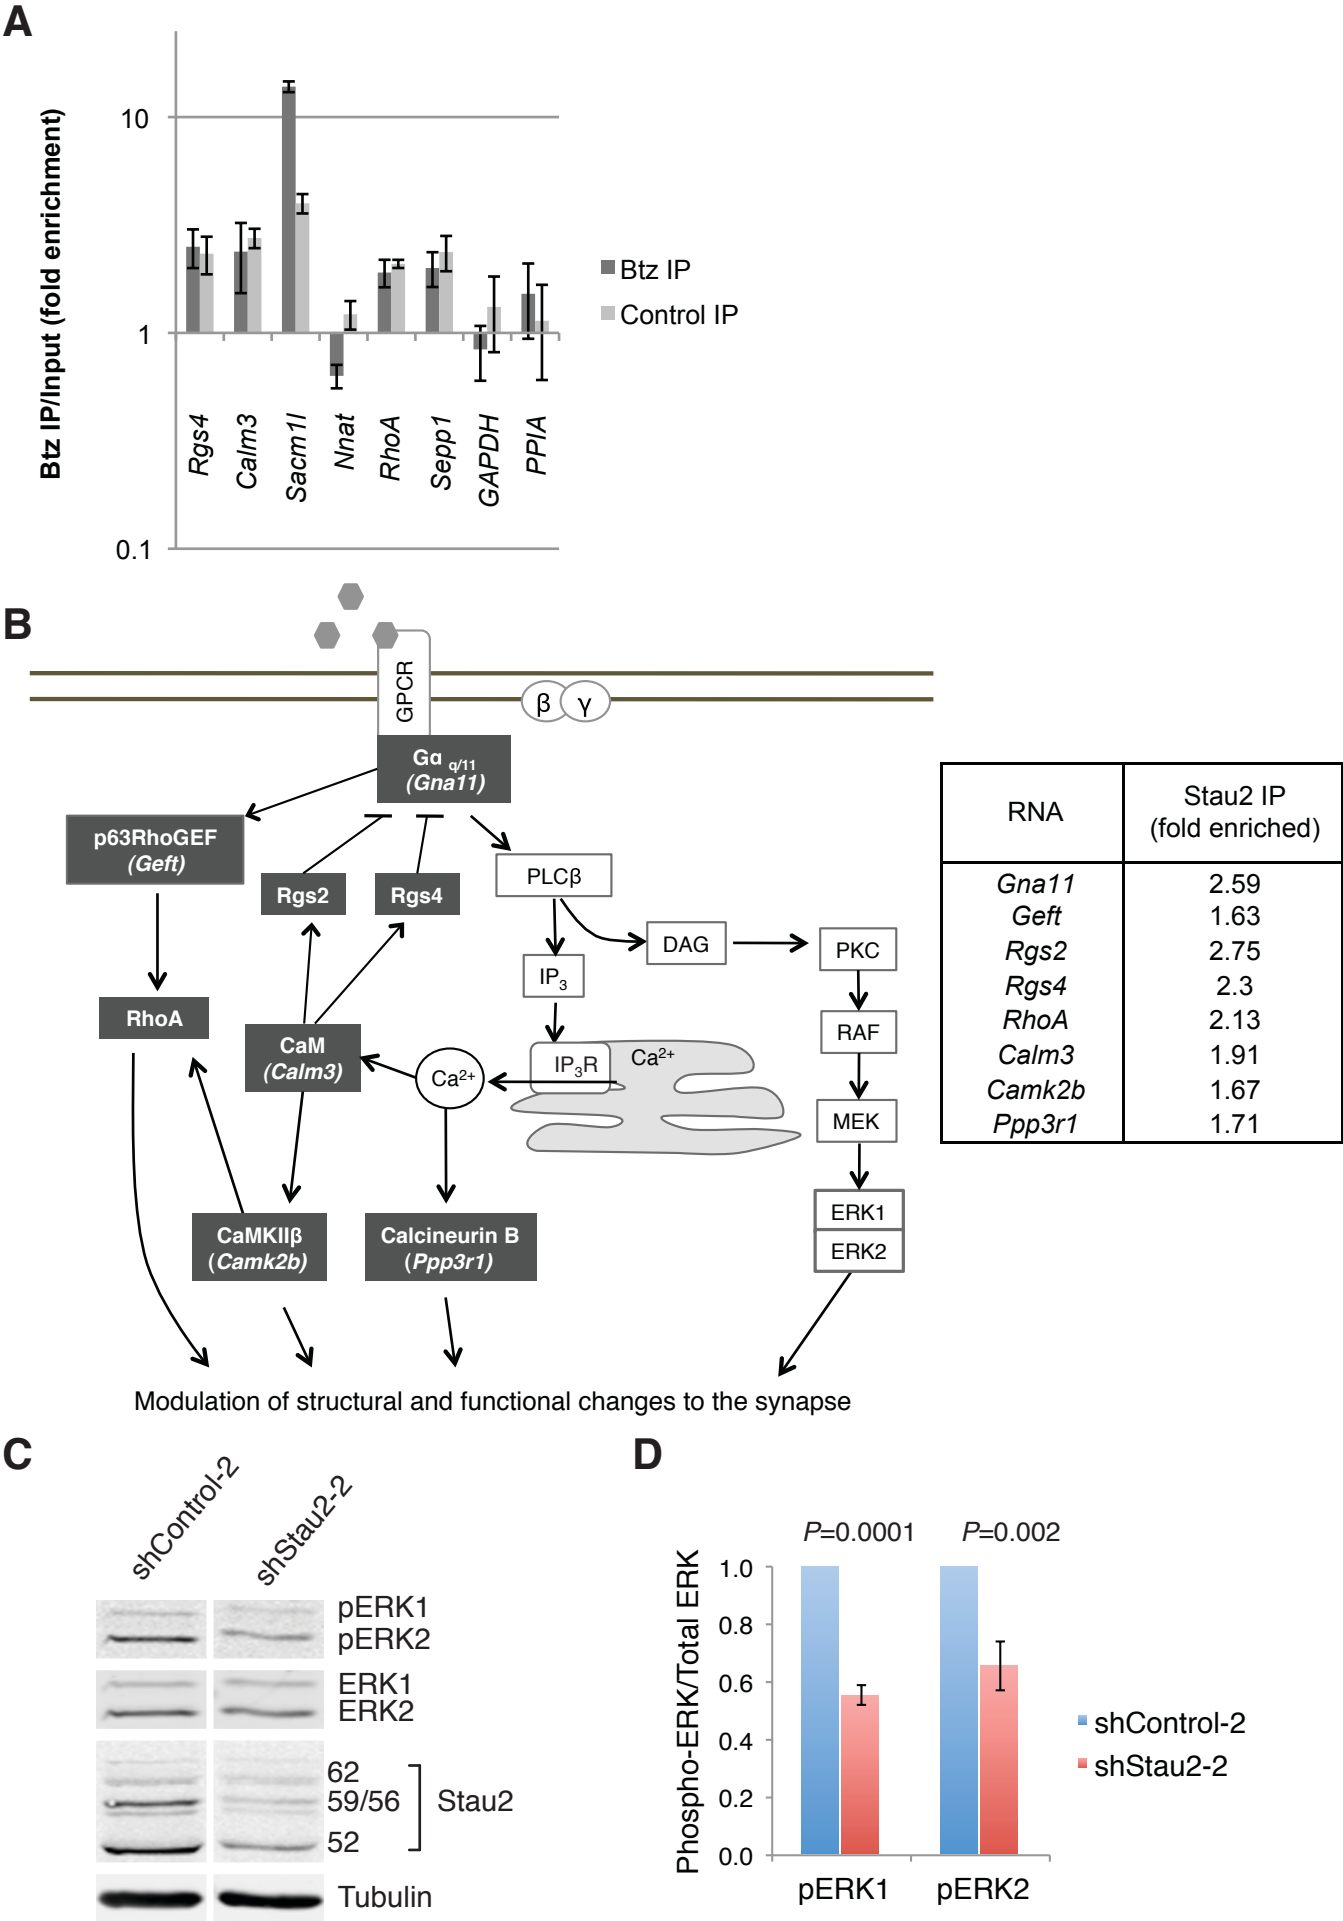 A
Btz IP/Input (fold enrichment)
10
1
0.1
Rgs4
Calm3
Sacm1l
Nnat
RhoA
Sepp1
GAPDH
PPIA
Btz IP
Control IP
B
GPCR
β γ
Gα q/11
(Gna11)
p63RhoGEF
(Geft)
Rgs2
Rgs4
PLCβ
DAG
PKC
IP3
RhoA
CaM
(Calm3)
Ca2+
IP3R
Ca2+
RAF
MEK
ERK1
ERK2
CaMKIIβ
(Camk2b)
Calcineurin B
(Ppp3r1)
Modulation of structural and functional changes to the synapse
RNA Stau2 IP
(fold enriched)
Gna11 2.59
Geft 1.63
Rgs2 2.75
Rgs4 2.3
RhoA 2.13
Calm3 1.91
Camk2b 1.67
Ppp3r1 1.71
C
shControl-2
shStau2-2
pERK1
pERK2
ERK1
ERK2
62
59/56
52
Stau2
Tubulin
D
P=0.0001 P=0.002
Phospho-ERK/Total ERK
1.0
0.8
0.6
0.4
0.2
0.0
pERK1 pERK2
shControl-2
shStau2-2